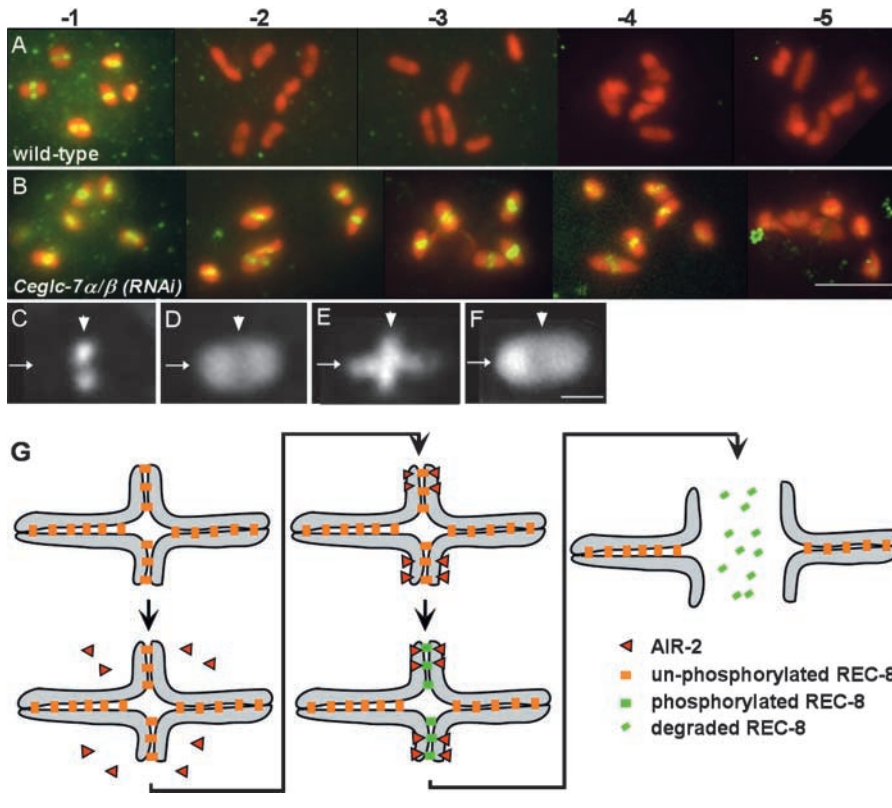 -1 -2 -3 -4 -5
A
wild-type
B
Ceglc-7α/β (RNAi)
C D E F
G
AIR-2
un-phosphorylated REC-8
phosphorylated REC-8
degraded REC-8